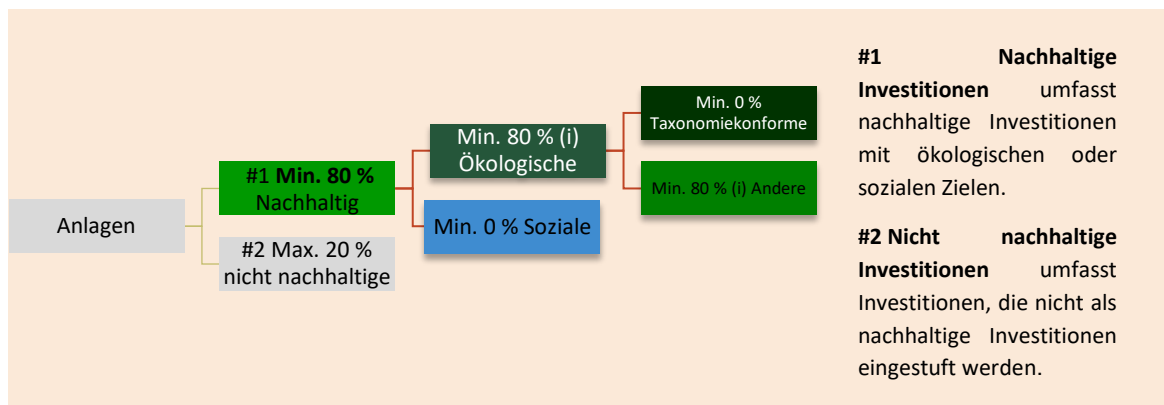 Anlagen
#1 Min. 80 %
Nachhaltig
#2 Max. 20 %
nicht nachhaltige
Min. 80 % (i)
Ökologische
Min. 0 % Soziale
Min. 0 %
Taxonomiekonforme
Min. 80 % (i) Andere
#1 Nachhaltige
Investitionen umfasst
nachhaltige Investitionen
mit ökologischen oder
sozialen Zielen.
#2 Nicht nachhaltige
Investitionen umfasst
Investitionen, die nicht als
nachhaltige Investitionen
eingestuft werden.